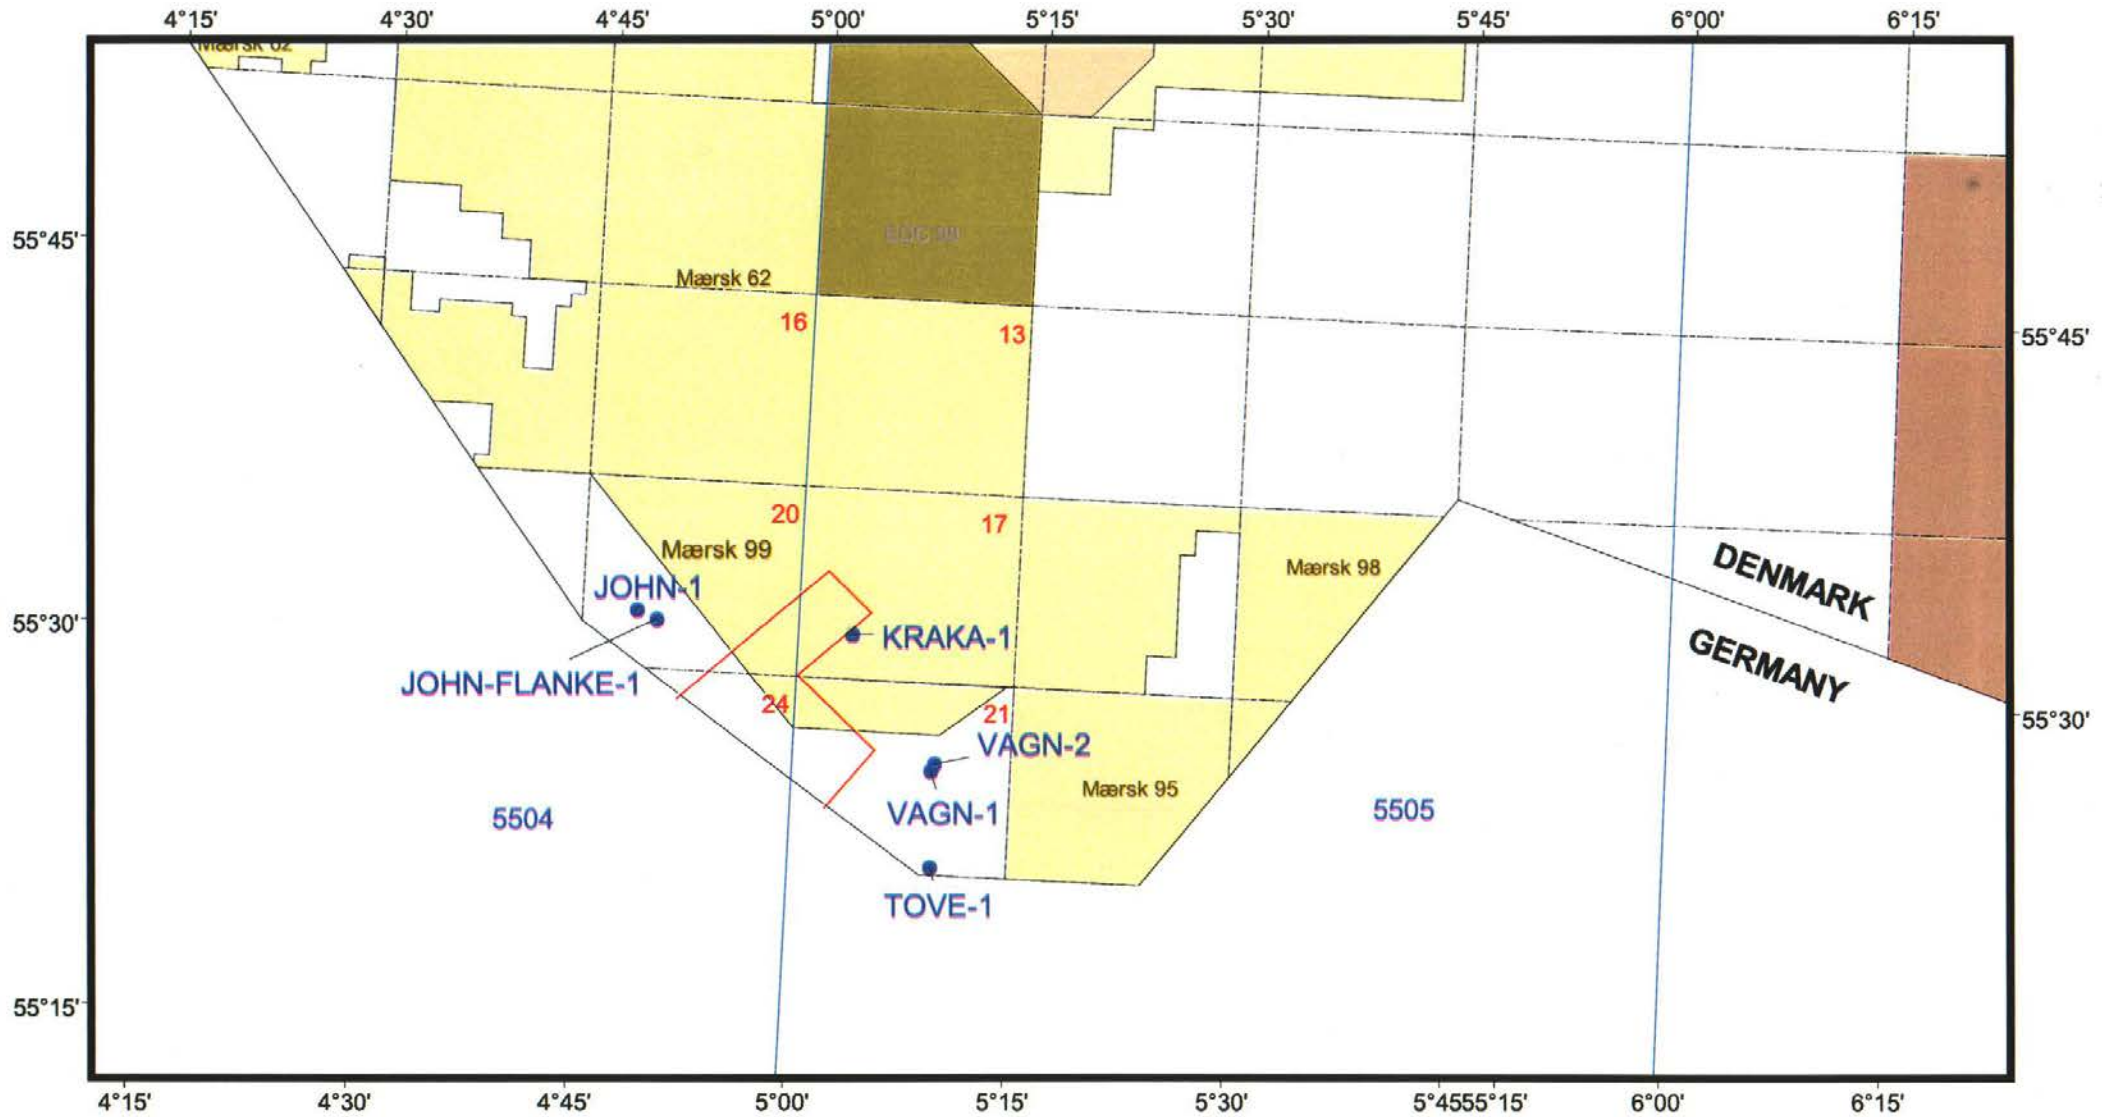 4°15' 4°30' 4°45' 5°00' 5°15' 5°30' 5°45' 6°00' 6°15'
Mærsk 62
55°45'
Mærsk 62
16
13
55°45'
20
17
Mærsk 99
Mærsk 98
DENMARK
JOHN-1
55°30'
KRAKA-1
GERMANY
JOHN-FLANKE-1
24
21
55°30'
VAGN-2
Mærsk 95
VAGN-1
5504
5505
TOVE-1
55°15'
4°15' 4°30' 4°45' 5°00' 5°15' 5°30' 5°4555°15' 6°00' 6°15'